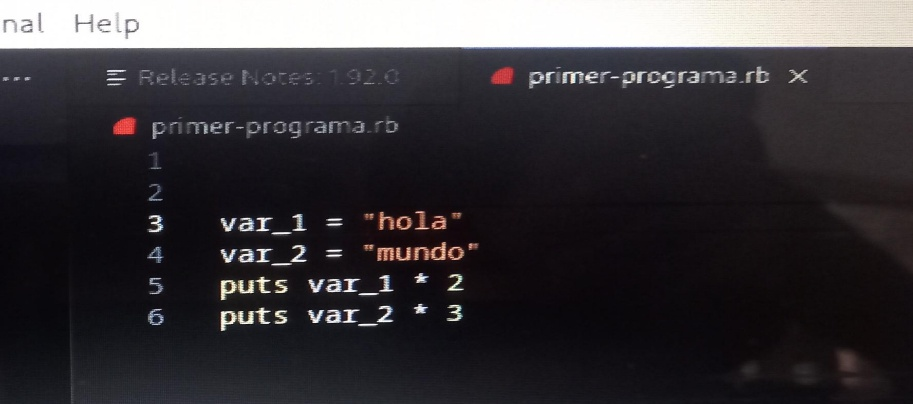 nal Help
... Release Notes: 1.92.0 primer-programa.rb ×
primer-programa.rb
1
2
3 var_1 = "hola"
4 var_2 = "mundo"
5 puts var_1 * 2
6 puts var_2 * 3